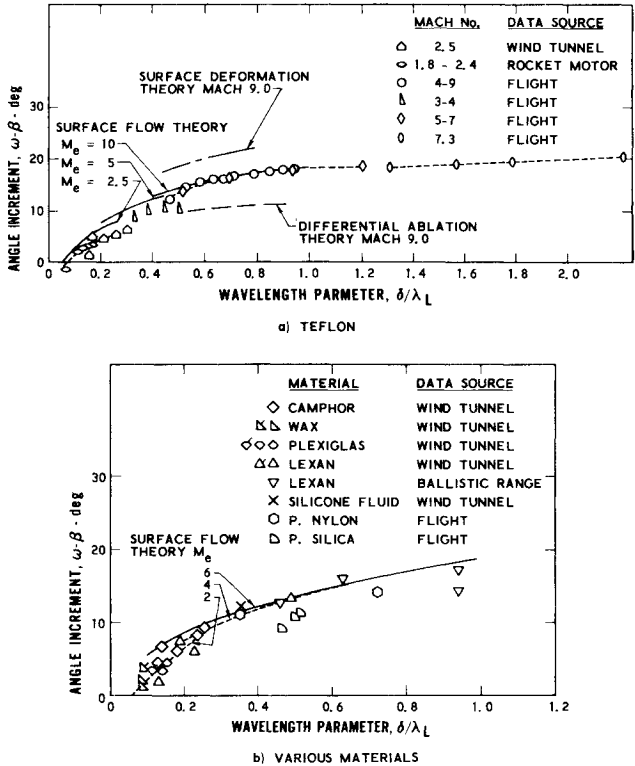 a
MACH No. DATA SOURCE
2.5 WIND TUNNEL
1.8 - 2.4 ROCKET MOTOR
4-9 FLIGHT
3-4 FLIGHT
5-7 FLIGHT
7.3 FLIGHT
SURFACE DEFORMATION
THEORY MACH 9.0
SURFACE FLOW THEORY
Me = 10
Me = 5
Me = 2.5
DIFFERENTIAL ABLATION
THEORY MACH 9.0
ANGLE INCREMENT, ω-β - deg
30
20
10
0
0 0.2 0.4 0.6 0.8 1.0 1.2 1.4 1.6 1.8 2.0
WAVELENGTH PARMETER, δ/λL
a) TEFLON
MATERIAL DATA SOURCE
CAMPHOR WIND TUNNEL
WAX WIND TUNNEL
PLEXIGLAS WIND TUNNEL
LEXAN WIND TUNNEL
LEXAN BALLISTIC RANGE
SILICONE FLUID WIND TUNNEL
P. NYLON FLIGHT
P. SILICA FLIGHT
SURFACE FLOW
THEORY Me
6
4
2
ANGLE INCREMENT, ω-β - deg
30
20
10
0
0 0.2 0.4 0.6 0.8 1.0 1.2
WAVELENGTH PARAMETER, δ/λL
b) VARIOUS MATERIALS